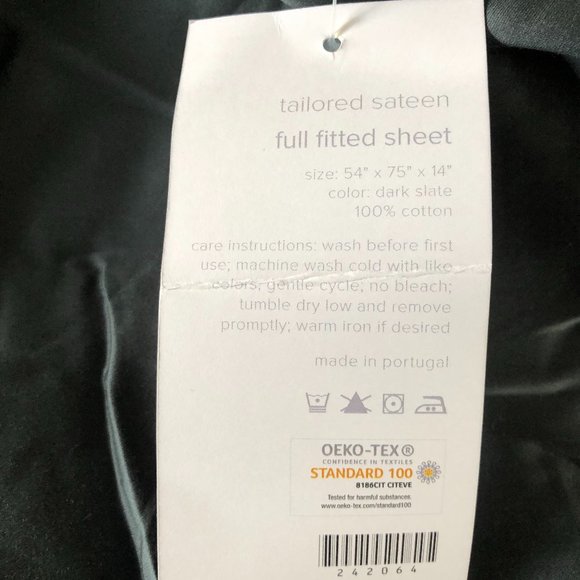 tailored sateen
full fitted sheet
size: 54" x 75" x 14"
color: dark slate
100% cotton
care instructions: wash before first
use; machine wash cold with like
colors, gentle cycle; no bleach;
tumble dry low and remove
promptly; warm iron if desired
made in portugal
OEKO-TEX®
CONFIDENCE IN TEXTILES
STANDARD 100
8186CIT CITEVE
Tested for harmful substances.
www.oeko-tex.com/standard100
242064